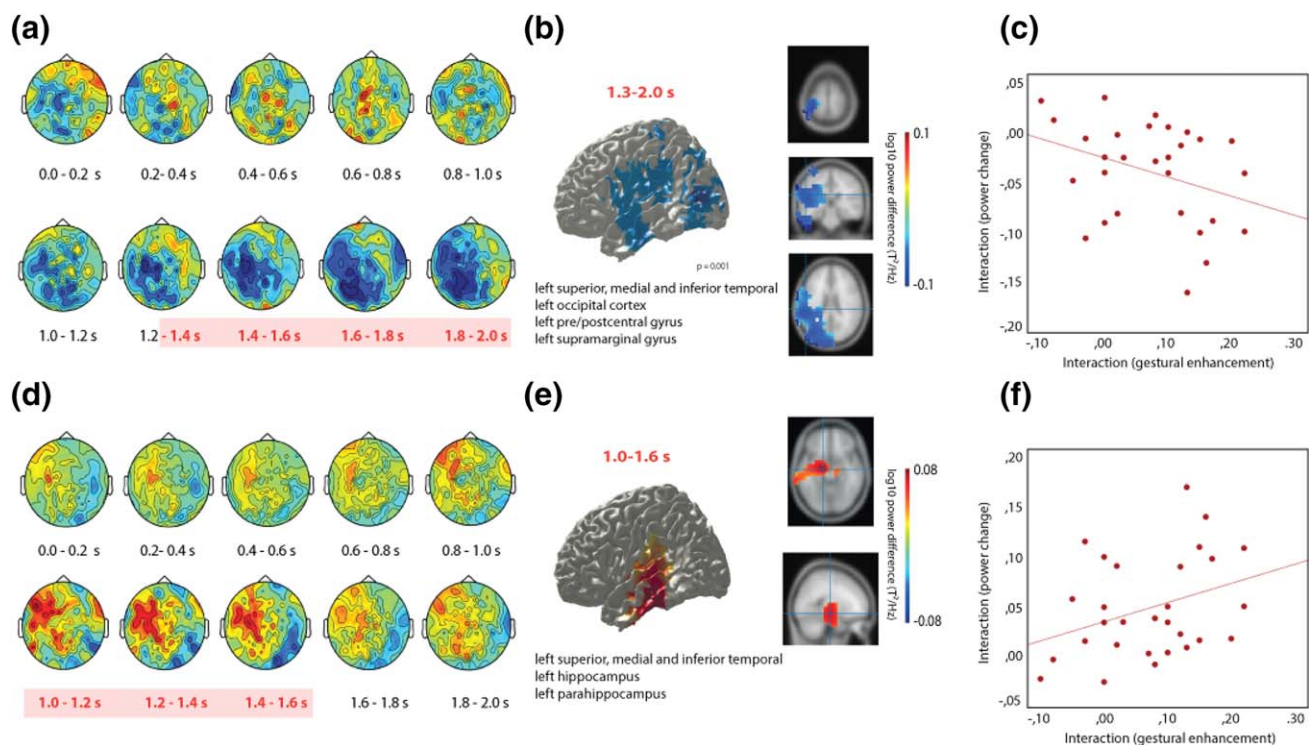 (a)
0.0 - 0.2 s 0.2 - 0.4 s 0.4 - 0.6 s 0.6 - 0.8 s 0.8 - 1.0 s
1.0 - 1.2 s 1.2 - 1.4 s 1.4 - 1.6 s 1.6 - 1.8 s 1.8 - 2.0 s
(b)
1.3-2.0 s
p = 0.001
left superior, medial and inferior temporal
left occipital cortex
left pre/postcentral gyrus
left supramarginal gyrus
0.1
log10 power difference (T²/Hz)
-0.1
(c)
Interaction (power change)
,05
,00
-,05
-,10
-,15
-,20
-,10 ,00 ,10 ,20 .30
Interaction (gestural enhancement)
(d)
0.0 - 0.2 s 0.2 - 0.4 s 0.4 - 0.6 s 0.6 - 0.8 s 0.8 - 1.0 s
1.0 - 1.2 s 1.2 - 1.4 s 1.4 - 1.6 s 1.6 - 1.8 s 1.8 - 2.0 s
(e)
1.0-1.6 s
left superior, medial and inferior temporal
left hippocampus
left parahippocampus
0.08
log10 power difference (T²/Hz)
-0.08
(f)
Interaction (power change)
,20
,15
,10
,05
,00
-,05
-,10 ,00 ,10 ,20 .30
Interaction (gestural enhancement)